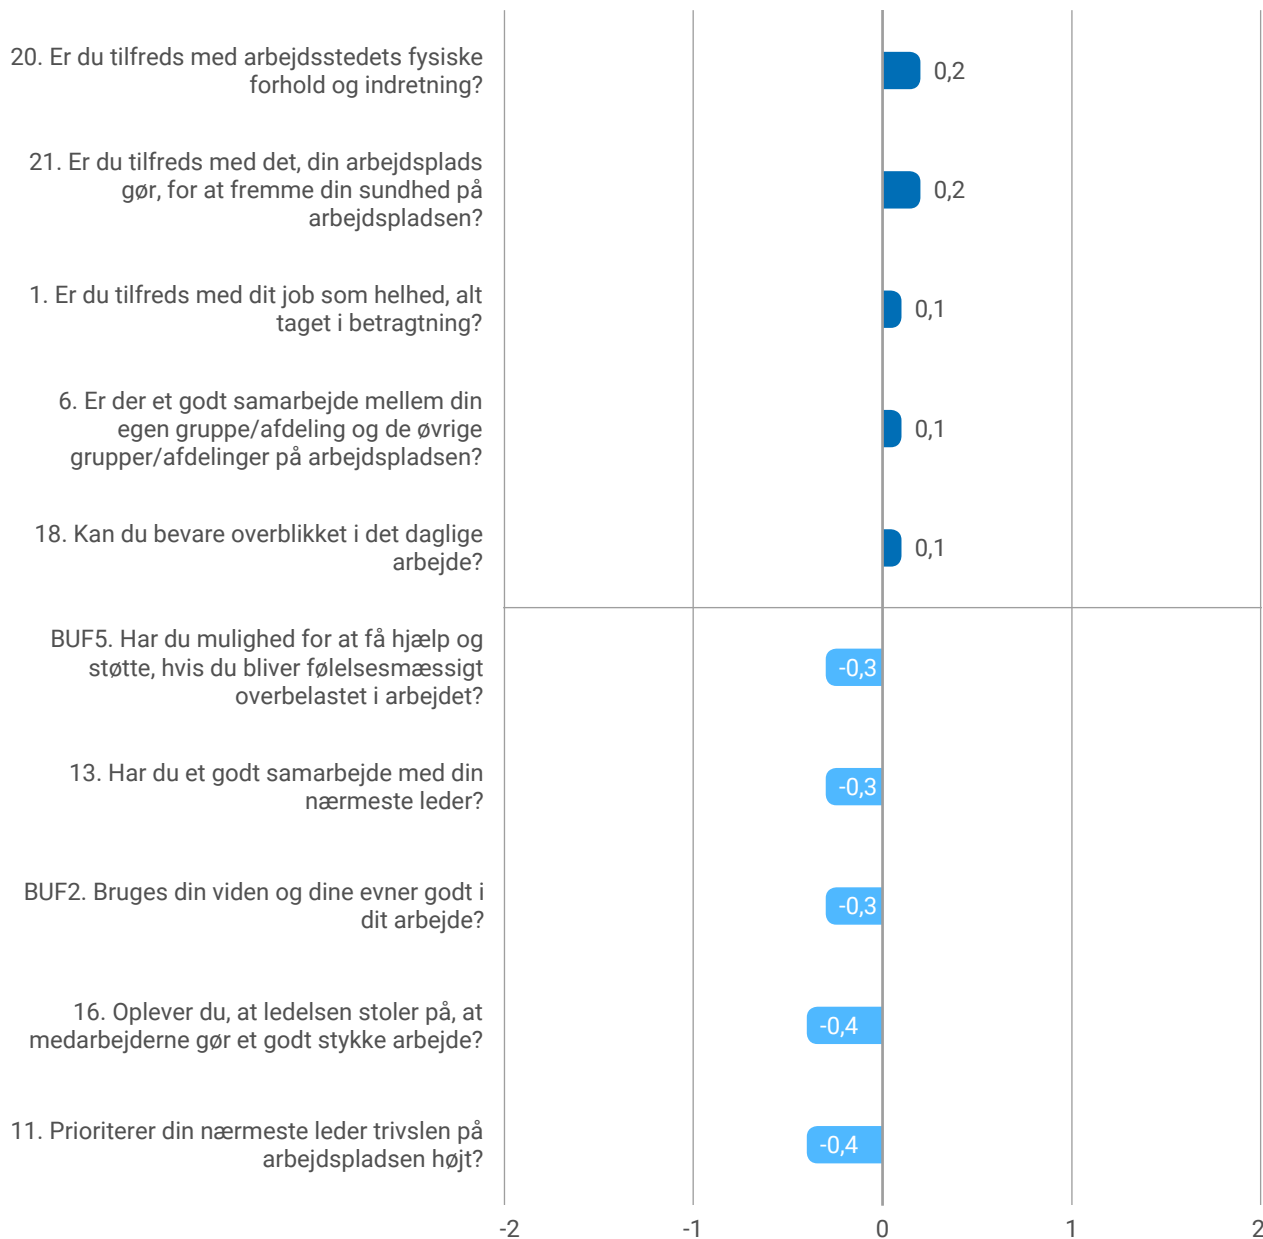 20. Er du tilfreds med arbejdsstedets fysiske
forhold og indretning?
0,2
21. Er du tilfreds med det, din arbejdsplads
gør, for at fremme din sundhed på
arbejdspladsen?
0,2
1. Er du tilfreds med dit job som helhed, alt
taget i betragtning?
0,1
6. Er der et godt samarbejde mellem din
egen gruppe/afdeling og de øvrige
grupper/afdelinger på arbejdspladsen?
0,1
18. Kan du bevare overblikket i det daglige
arbejde?
0,1
BUF5. Har du mulighed for at få hjælp og
støtte, hvis du bliver følelsesmæssigt
overbelastet i arbejdet?
-0,3
13. Har du et godt samarbejde med din
nærmeste leder?
-0,3
BUF2. Bruges din viden og dine evner godt i
dit arbejde?
-0,3
16. Oplever du, at ledelsen stoler på, at
medarbejderne gør et godt stykke arbejde?
-0,4
11. Prioriterer din nærmeste leder trivslen på
arbejdspladsen højt?
-0,4
-2 -1 0 1 2